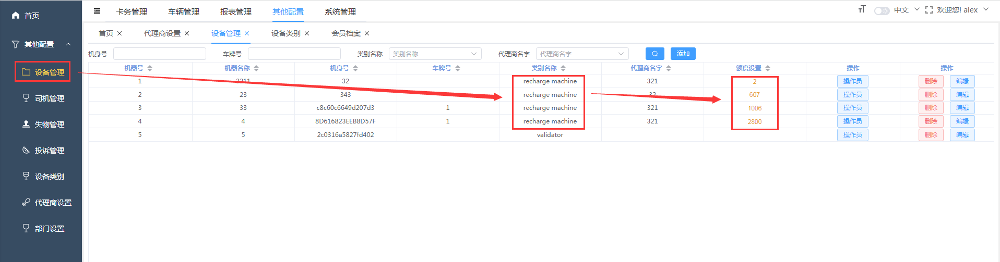 首页
其他配置
设备管理
司机管理
失物管理
投诉管理
设备类别
代理商设置
部门设置
卡务管理 车辆管理 报表管理 其他配置 系统管理
中文 欢迎您! alex
首页 代理商设置 设备管理 设备类别 会员档案
机身号 车牌号 类别名称 类别名称 代理商名字 代理商名字 添加
机器号 机器名称 机身号 车牌号 类别名称 代理商名字 额度设置 操作 操作
1 3211 32 recharge machine 321 2 操作员 删除 编辑
2 23 343 recharge machine 32 607 操作员 删除 编辑
3 33 c8c60c6649d207d3 1 recharge machine 321 1006 操作员 删除 编辑
4 4 8D616823EEB8D57F 1 recharge machine 321 2800 操作员 删除 编辑
5 5 2c0316a5827fd402 validator 操作员 删除 编辑